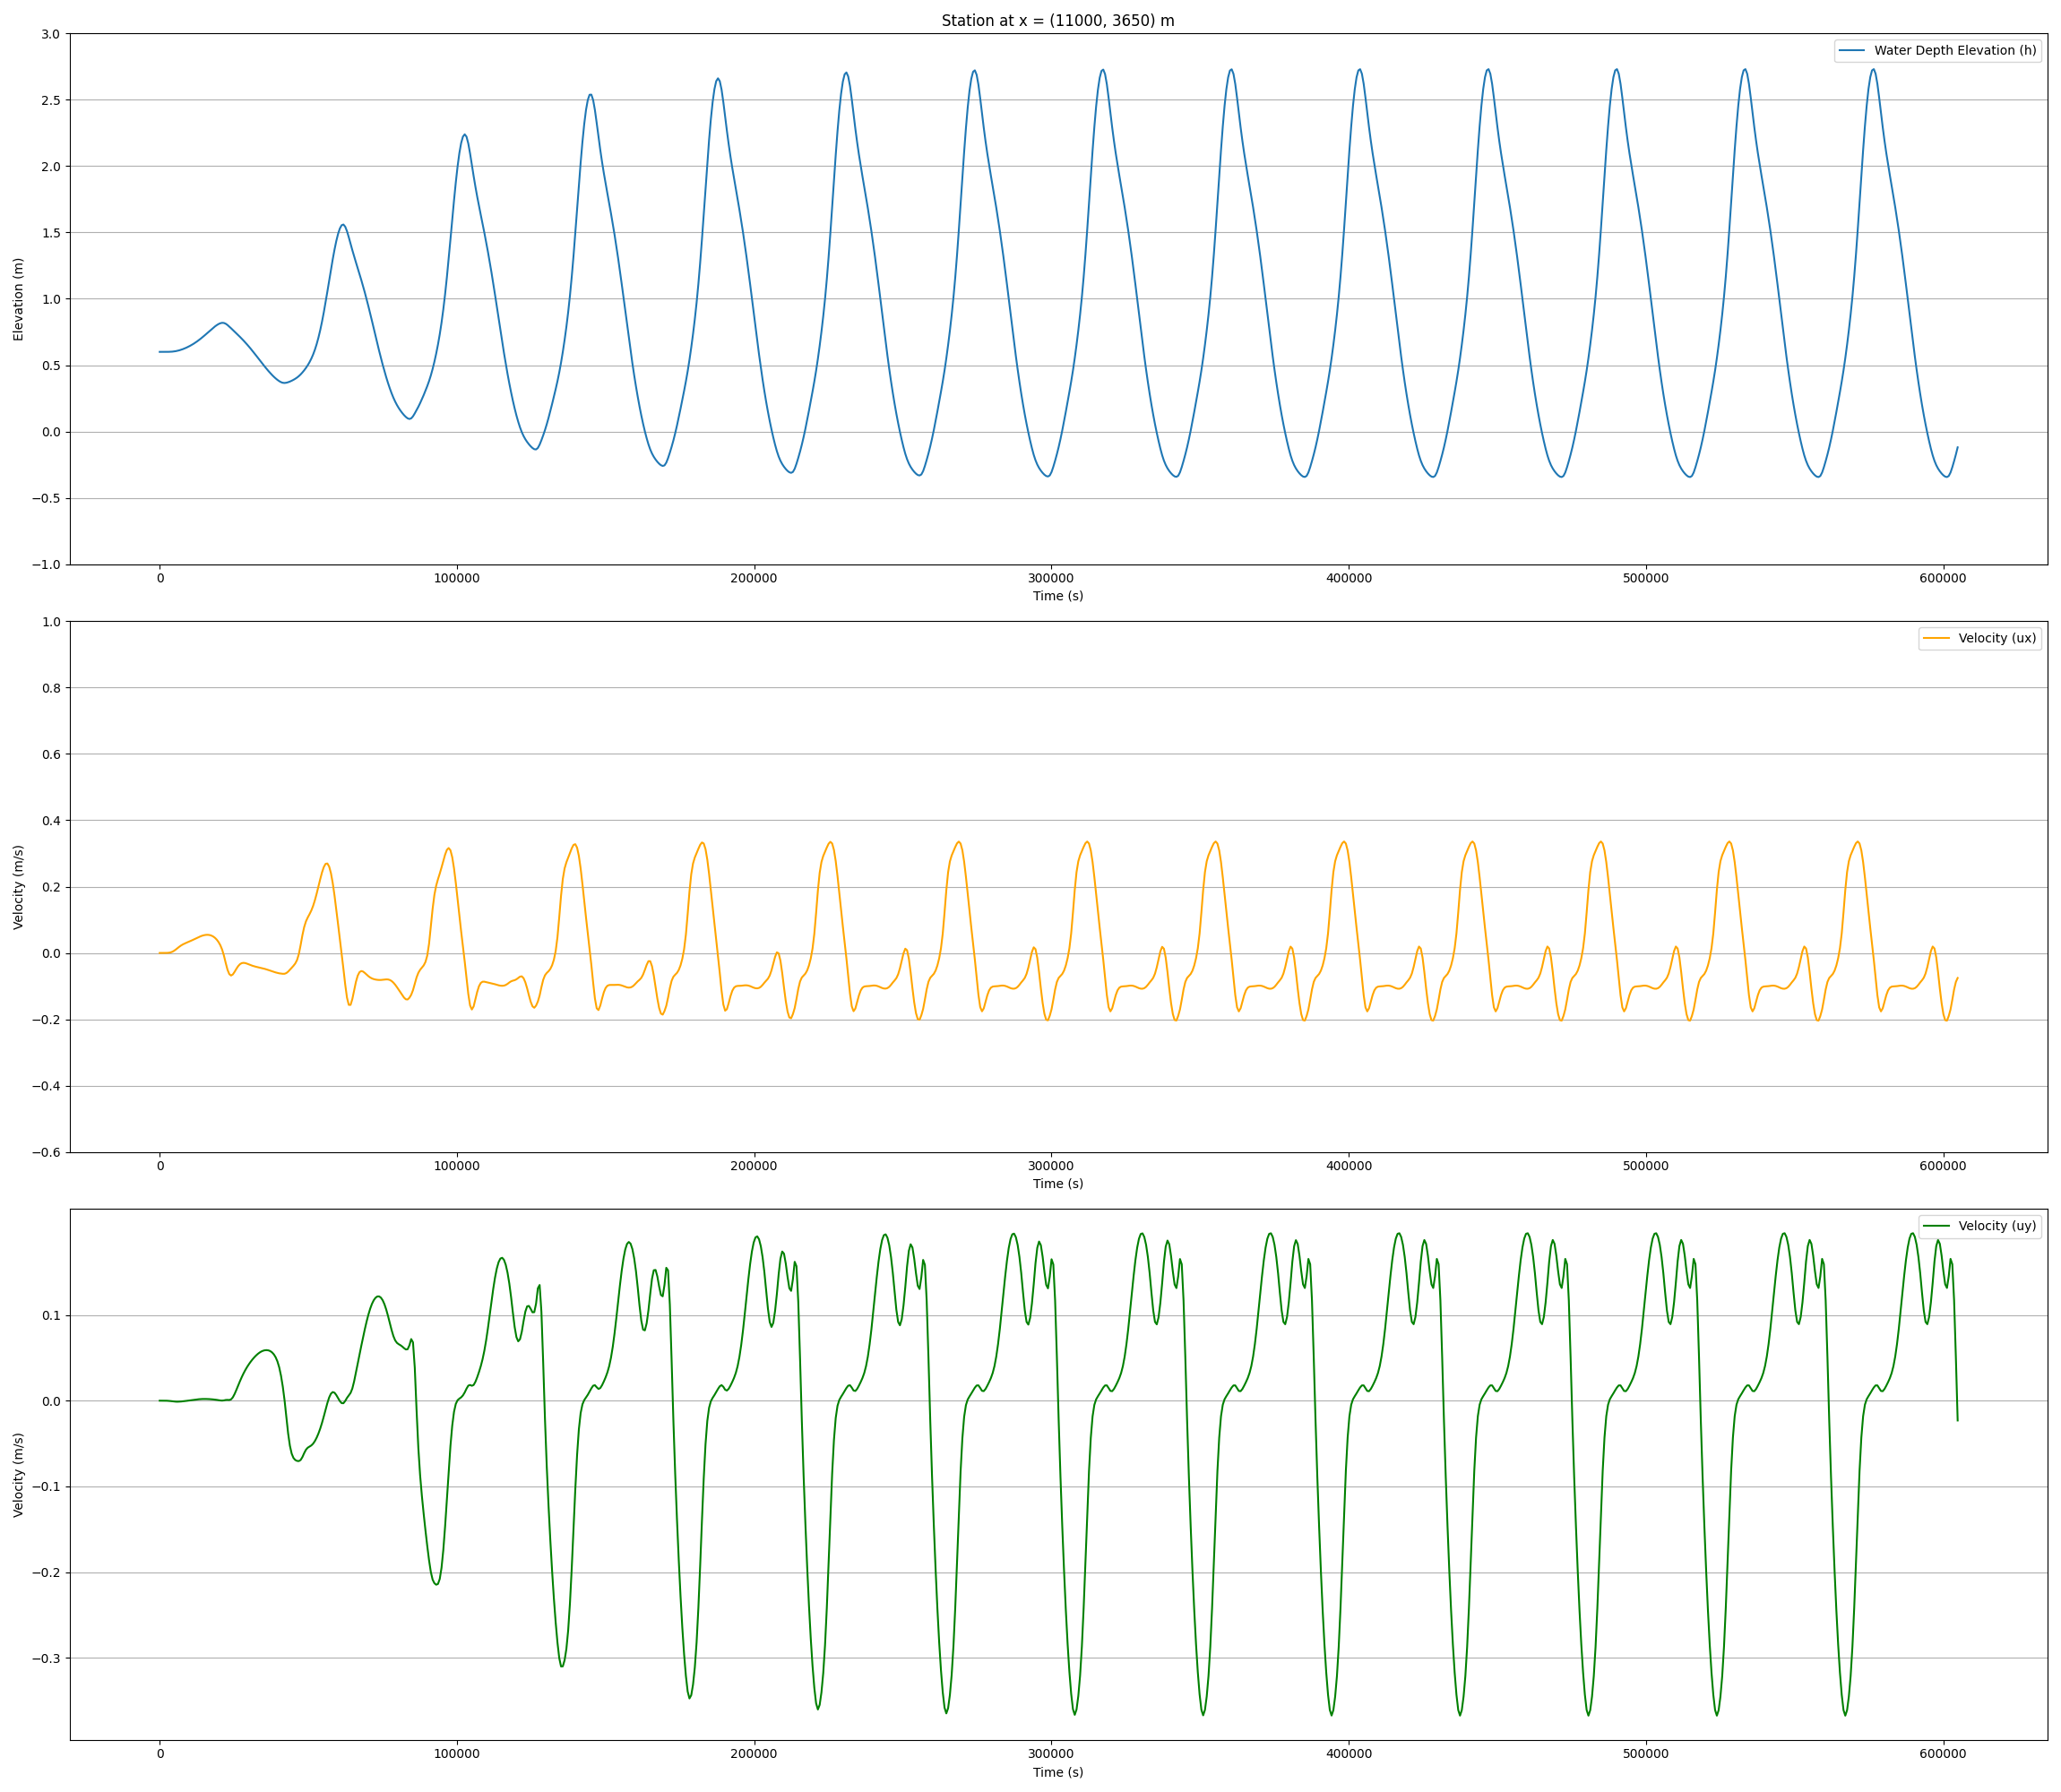 Station at x = (11000, 3650) m
3.0
2.5
2.0
1.5
1.0
0.5
0.0
−0.5
−1.0
Elevation (m)
Water Depth Elevation (h)
0 100000 200000 300000 400000 500000 600000
Time (s)
1.0
0.8
0.6
0.4
0.2
0.0
−0.2
−0.4
−0.6
Velocity (m/s)
Velocity (ux)
0 100000 200000 300000 400000 500000 600000
Time (s)
0.1
0.0
−0.1
−0.2
−0.3
Velocity (m/s)
Velocity (uy)
0 100000 200000 300000 400000 500000 600000
Time (s)